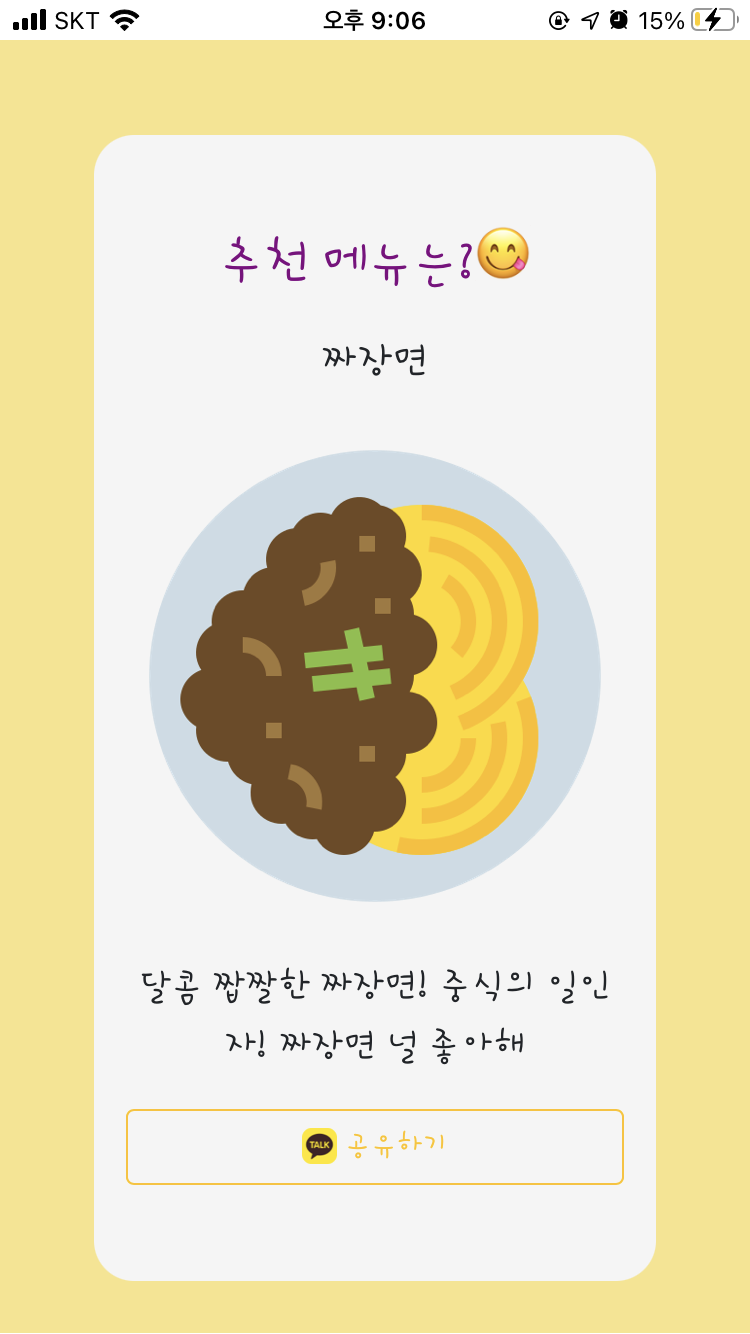 SKT 오후 9:06 15%
추천 메뉴는?😋
짜장면
달콤 짭짤한 짜장면! 중식의 일인
자! 짜장면 널 좋아해
TALK 공유하기